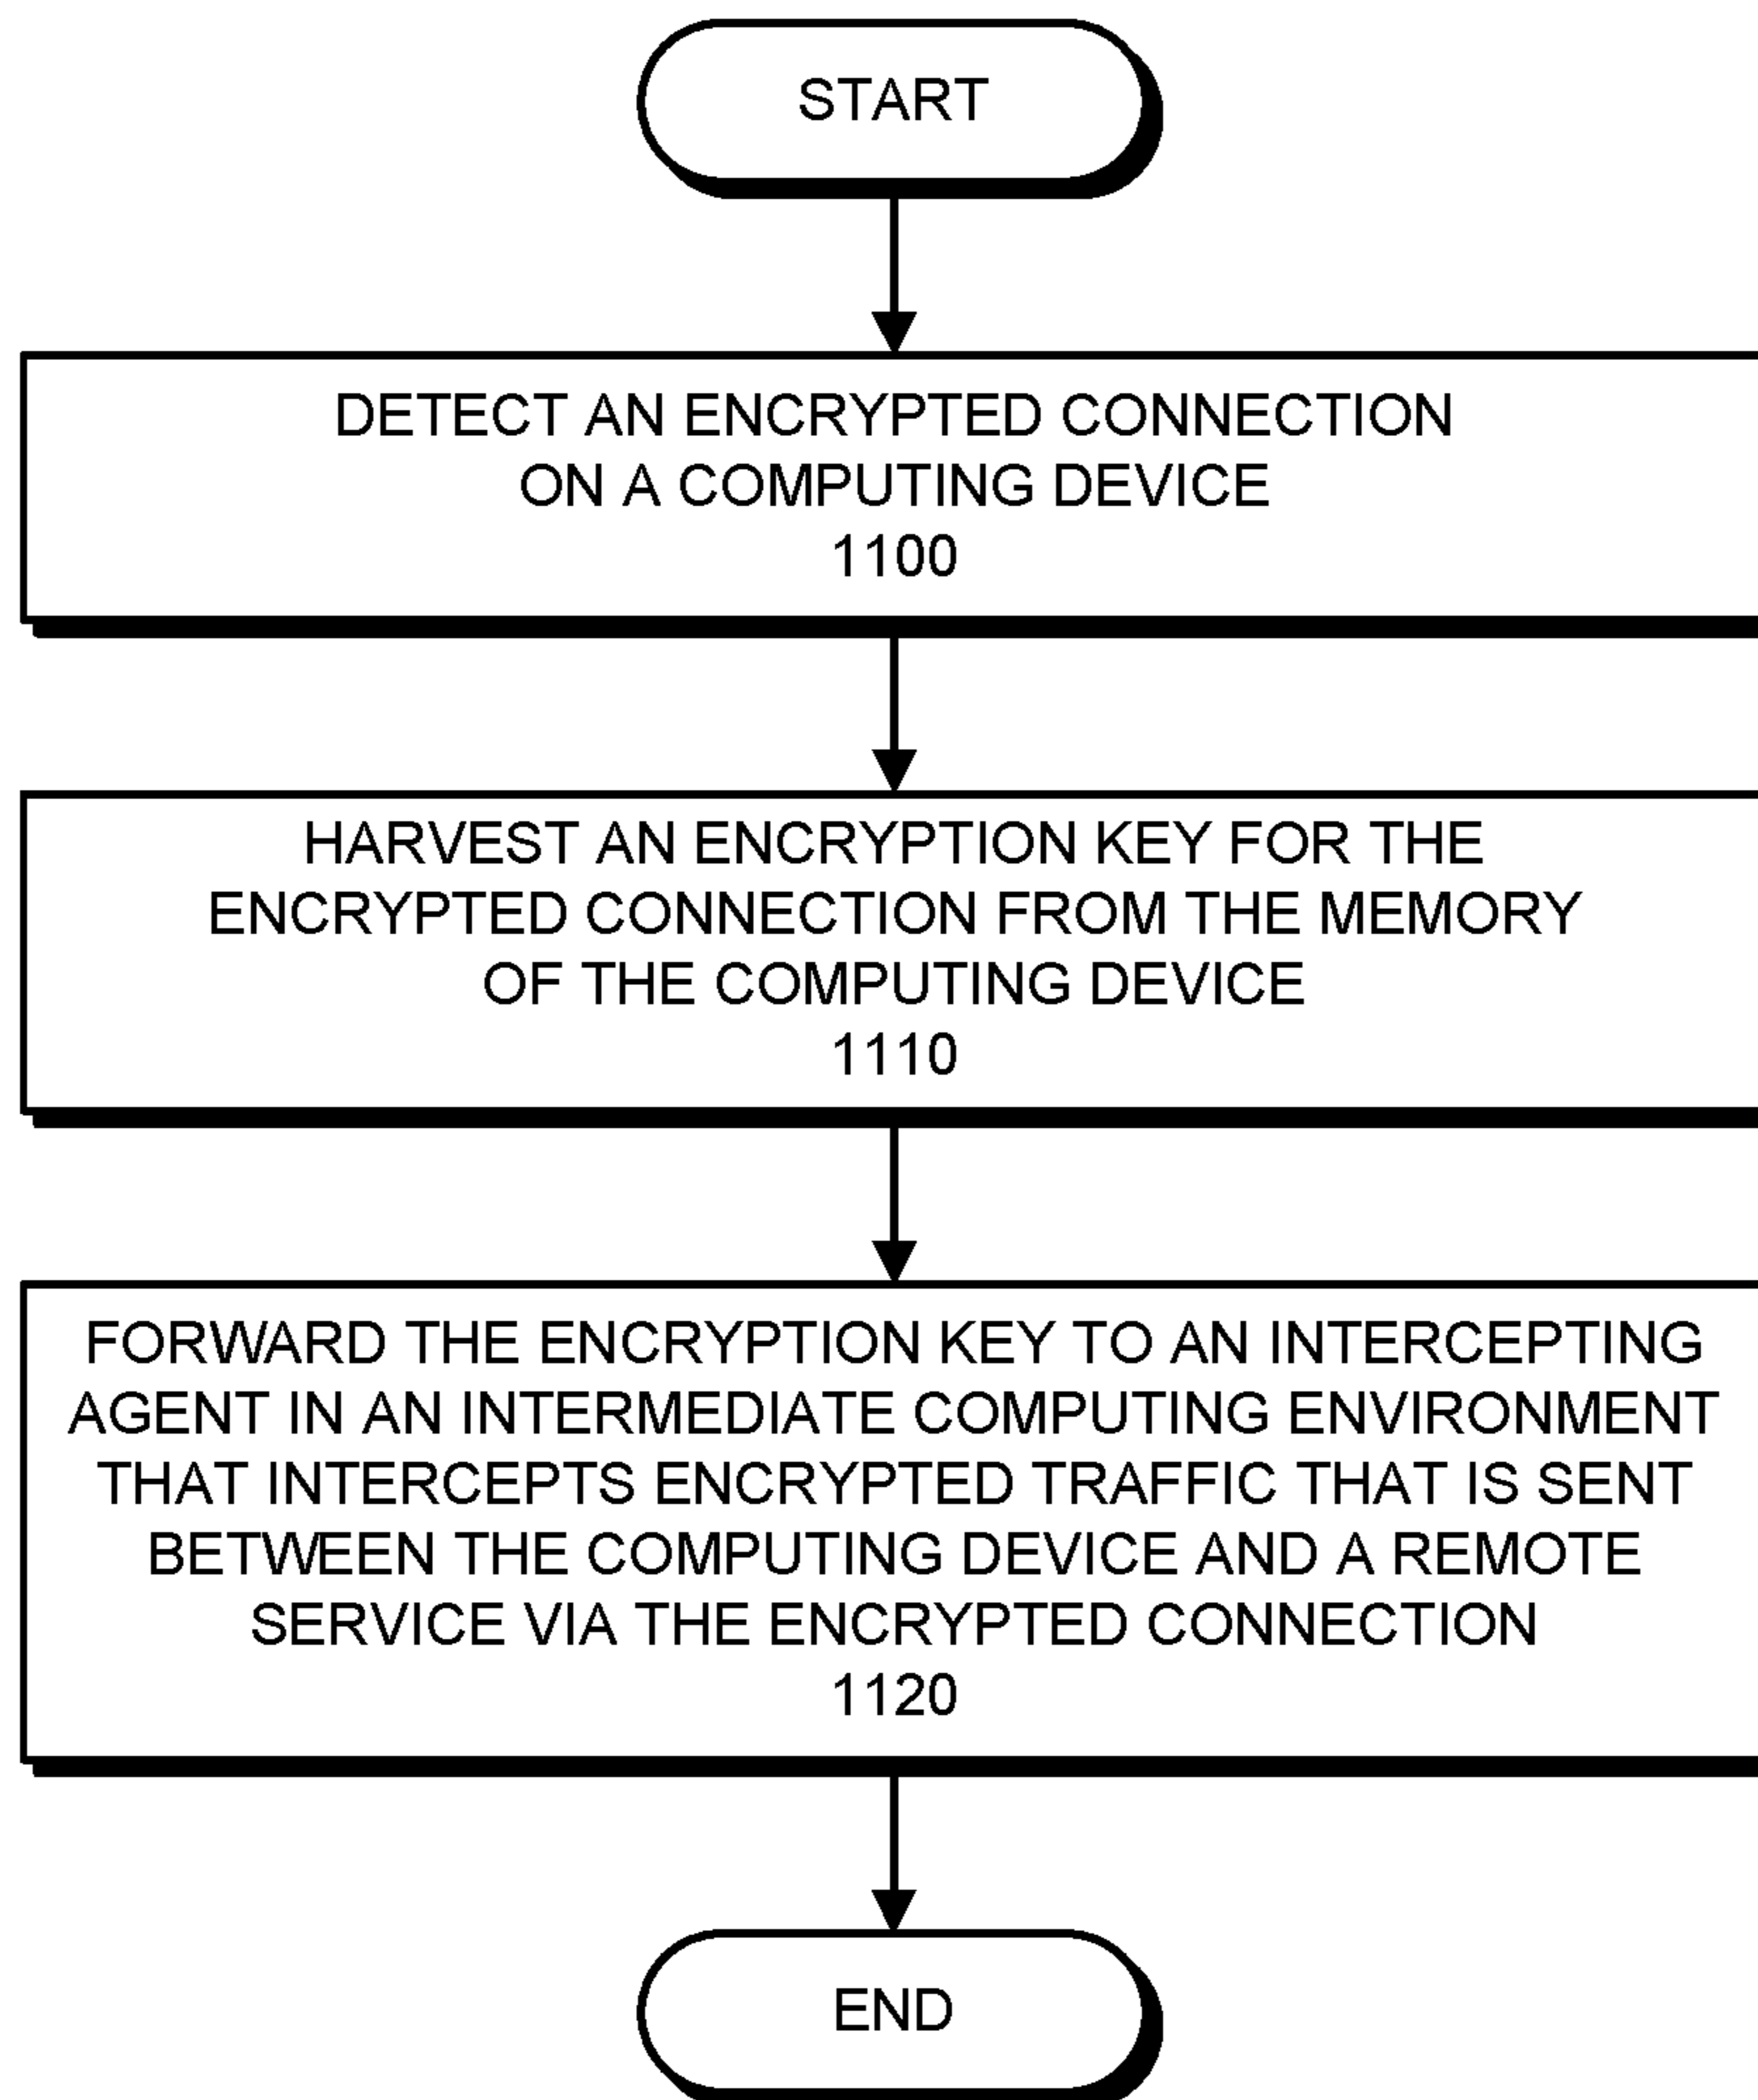 START
DETECT AN ENCRYPTED CONNECTION
ON A COMPUTING DEVICE
1100
HARVEST AN ENCRYPTION KEY FOR THE
ENCRYPTED CONNECTION FROM THE MEMORY
OF THE COMPUTING DEVICE
1110
FORWARD THE ENCRYPTION KEY TO AN INTERCEPTING
AGENT IN AN INTERMEDIATE COMPUTING ENVIRONMENT
THAT INTERCEPTS ENCRYPTED TRAFFIC THAT IS SENT
BETWEEN THE COMPUTING DEVICE AND A REMOTE
SERVICE VIA THE ENCRYPTED CONNECTION
1120
END